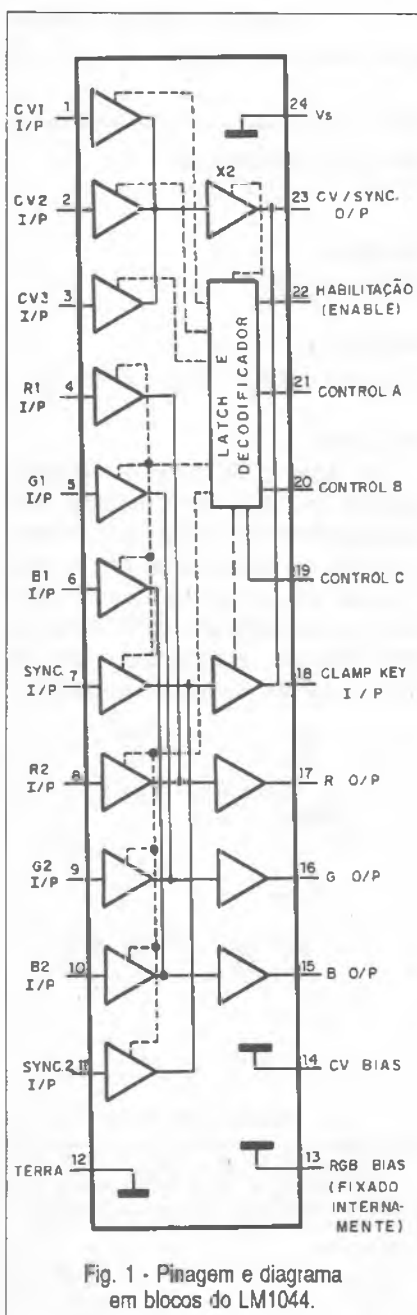 CV1
I/P
1
CV2
I/P
2
CV3
I/P
3
R1
I/P
4
G1
I/P
5
B1
I/P
6
SYNC.
I/P
7
R2
I/P
8
G2
I/P
9
B2
I/P
10
SYNC.2
I/P
11
TERRA
12
X2
LATCH E
DECODIFICADOR
24
Vs
23 CV/SYNC.
O/P
22 HABILITAÇÃO
(ENABLE)
21
CONTROL A
20
CONTROL B
19
CONTROL C
18 CLAMP KEY
I/P
17
R O/P
16
G O/P
15
B O/P
14
CV BIAS
13
RGB BIAS
(FIXADO
INTERNA-
MENTE)
Fig. 1 - Pinagem e diagrama
em blocos do LM1044.